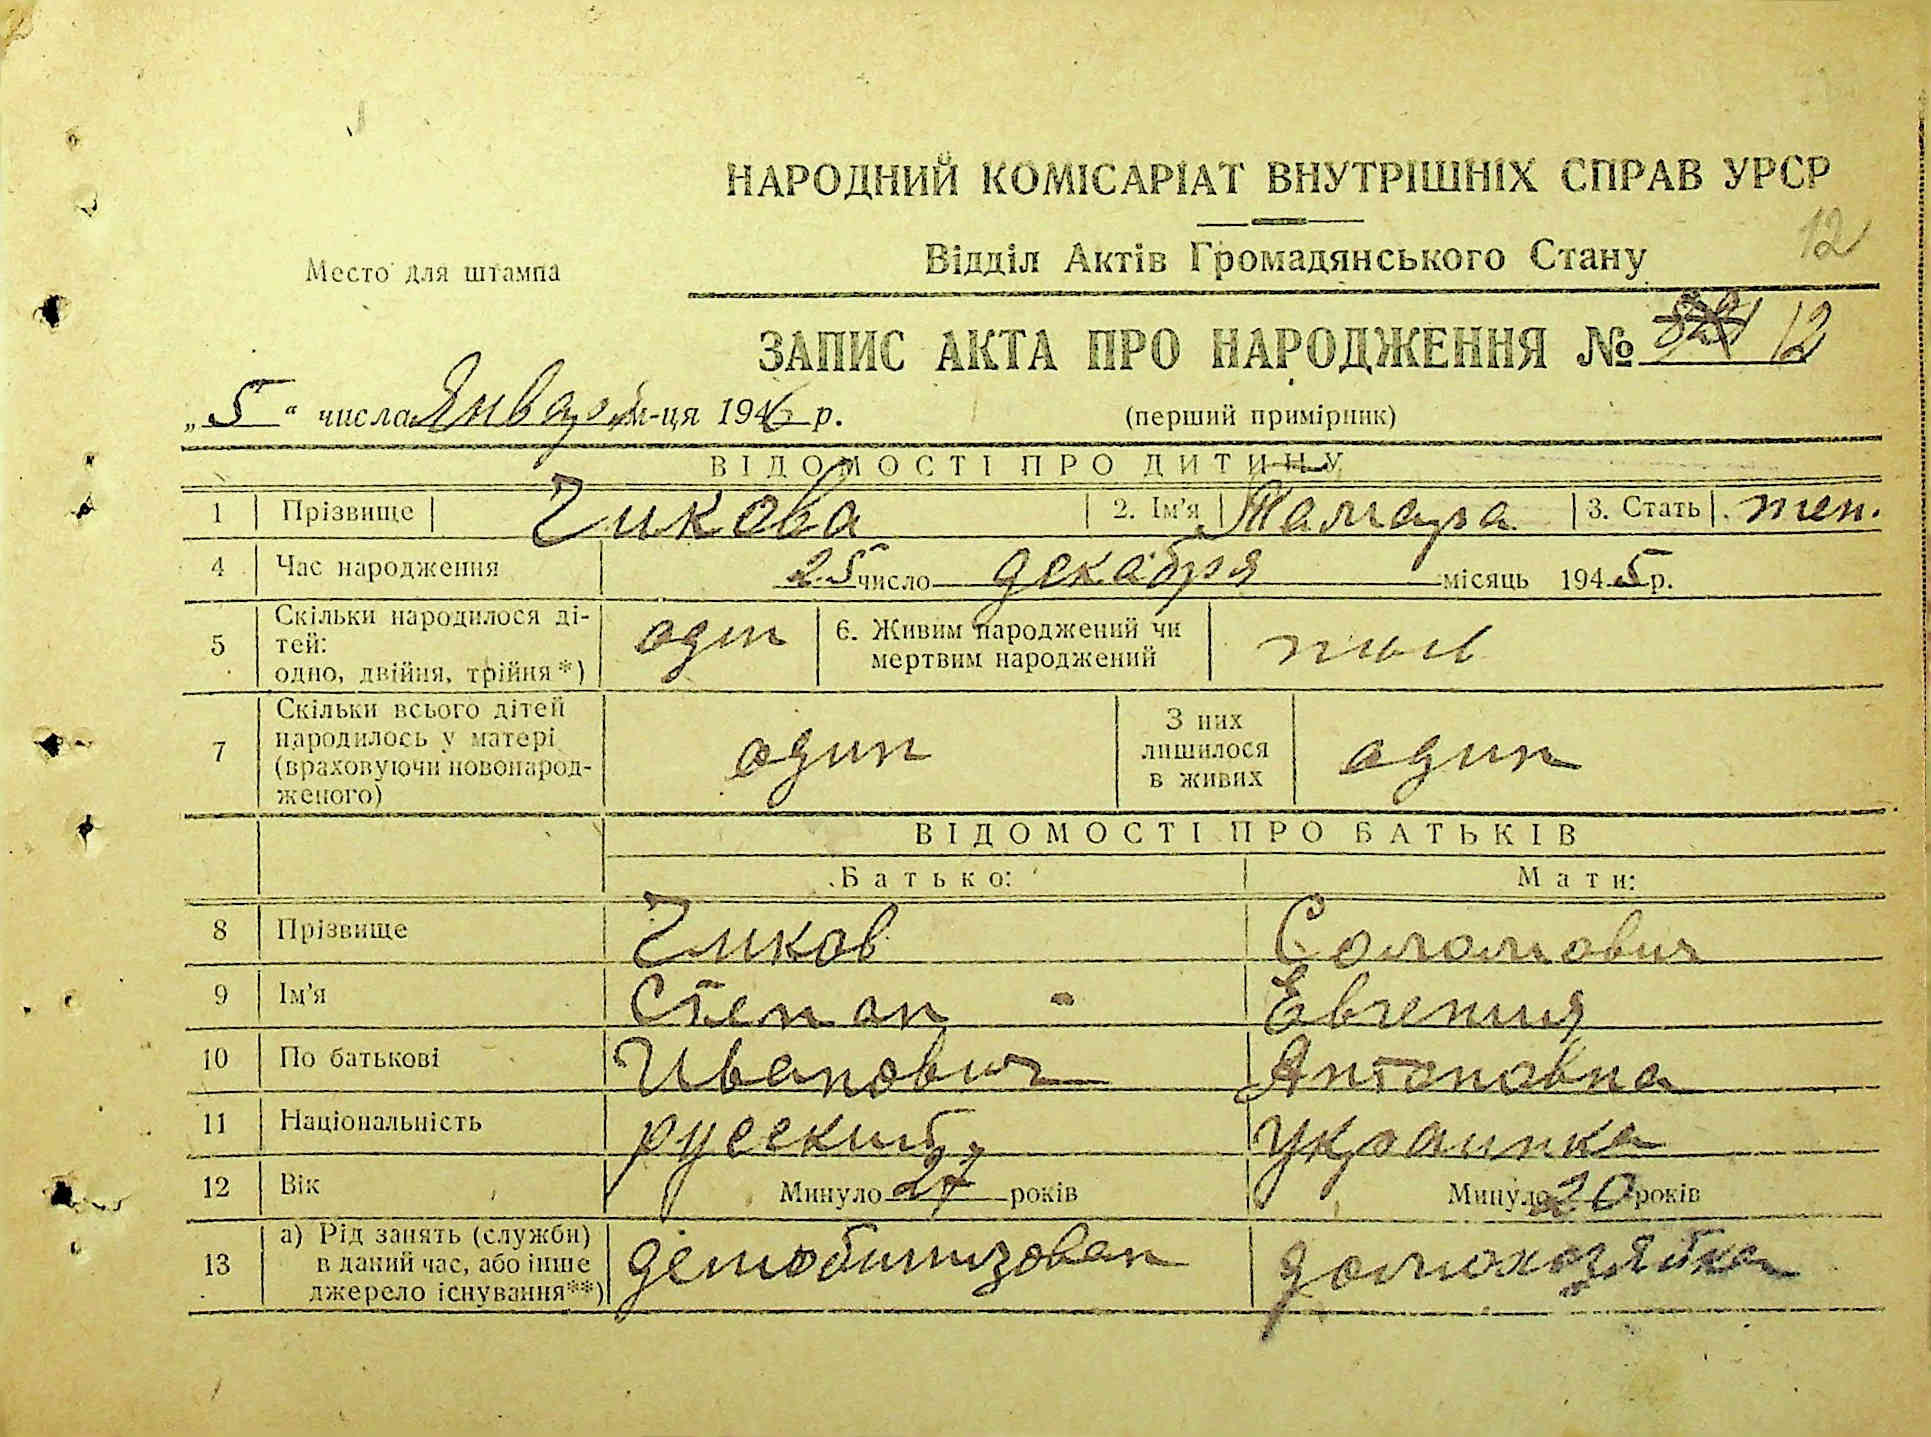 НАРОДНИЙ КОМІСАРІАТ ВНУТРІШНІХ СПРАВ УРСР
12
Відділ Актів Громадянського Стану
Место для штампа
ЗАПИС АКТА ПРО НАРОДЖЕННЯ № 12
„5“ числа Января м-ця 1946 р.
(перший примірник)
ВІДОМОСТІ ПРО ДИТИНУ
1 Прізвище Чикова 2. Ім'я Тамара 3. Стать жен.
4 Час народження 25 число декабря місяць 1945 р.
5 Скільки народилося ді-
тей:
одно, двійня, трійня*) один 6. Живим народжений чи
мертвим народжений
7 Скільки всього дітей
народилось у матері
(враховуючи новонарод-
женого) один З них
лишилося
в живих один
ВІДОМОСТІ ПРО БАТЬКІВ
Батько: Мати:
8 Прізвище Чиков Соломович
9 Ім'я Степан Евгения
10 По батькові Иванович Антоновна
11 Національність русский украинка
12 Вік Минуло 27 років Минуло 20 років
13 а) Рід занять (служби)
в даний час, або інше
джерело існування**) демобилизован домохозяйка